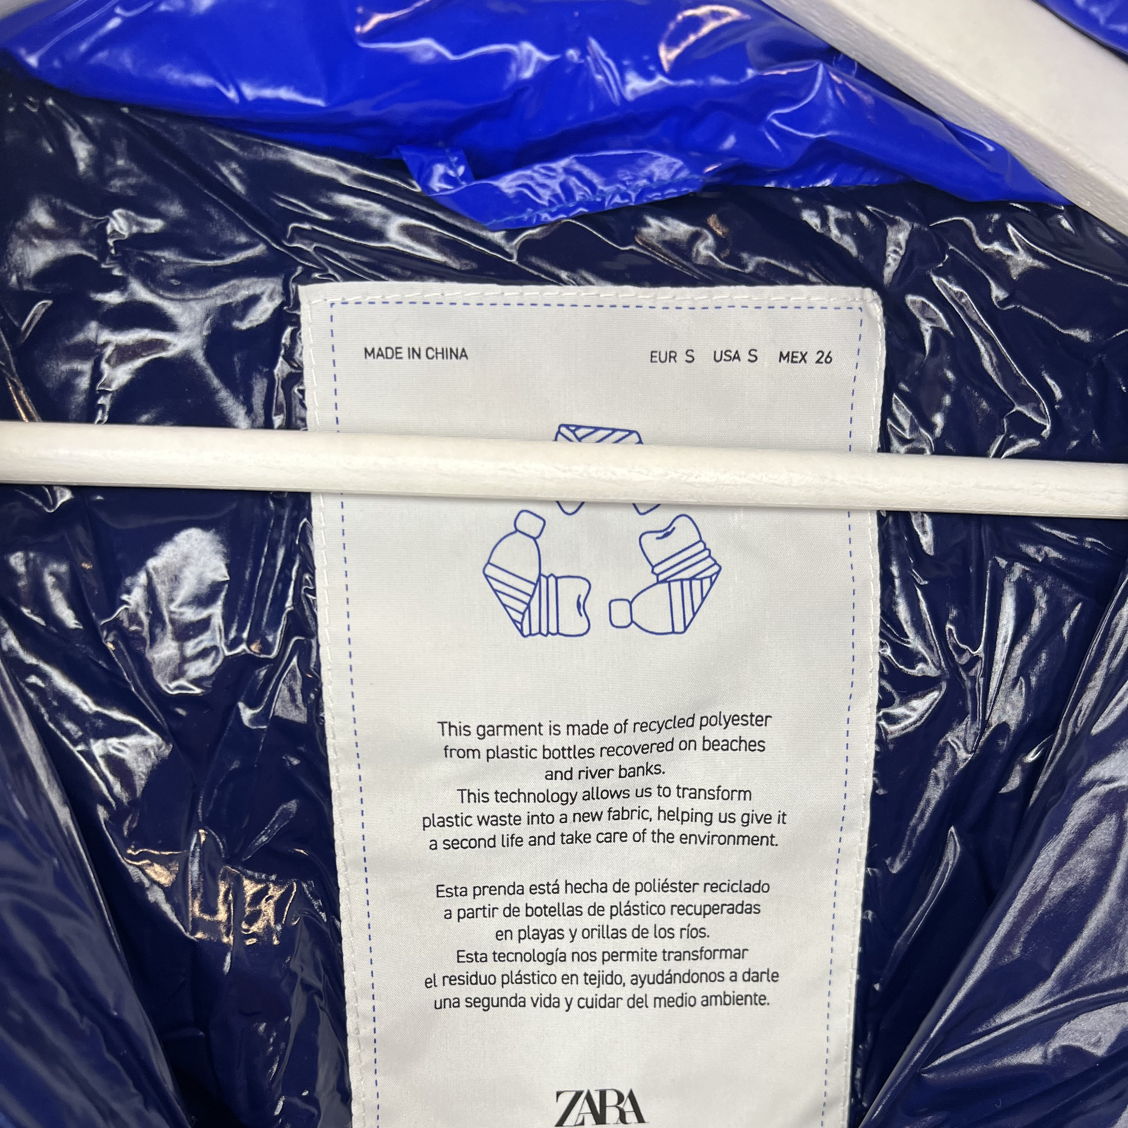 MADE IN CHINA EUR S USA S MEX 26
This garment is made of recycled polyester
from plastic bottles recovered on beaches
and river banks.
This technology allows us to transform
plastic waste into a new fabric, helping us give it
a second life and take care of the environment.
Esta prenda está hecha de poliéster reciclado
a partir de botellas de plástico recuperadas
en playas y orillas de los ríos.
Esta tecnología nos permite transformar
el residuo plástico en tejido, ayudándonos a darle
una segunda vida y cuidar del medio ambiente.
ZARA